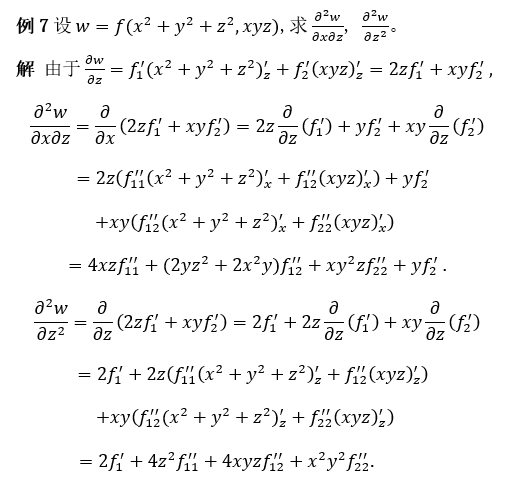 例 7 设 w = f(x² + y² + z², xyz), 求 ∂²w/∂x∂z, ∂²w/∂z²。
解 由于 ∂w/∂z = f₁′(x² + y² + z²)′_z + f₂′(xyz)′_z = 2zf₁′ + xyf₂′ ,
∂²w/∂x∂z = ∂/∂x (2zf₁′ + xyf₂′) = 2z ∂/∂z (f₁′) + yf₂′ + xy ∂/∂z (f₂′)
= 2z(f₁₁″(x² + y² + z²)′ₓ + f₁₂″(xyz)′ₓ) + yf₂′
+xy(f₁₂″(x² + y² + z²)′ₓ + f₂₂″(xyz)′ₓ)
= 4xzf₁₁″ + (2yz² + 2x²y)f₁₂″ + xy²zf₂₂″ + yf₂′ .
∂²w/∂z² = ∂/∂z (2zf₁′ + xyf₂′) = 2f₁′ + 2z ∂/∂z (f₁′) + xy ∂/∂z (f₂′)
= 2f₁′ + 2z(f₁₁″(x² + y² + z²)′_z + f₁₂″(xyz)′_z)
+xy(f₁₂″(x² + y² + z²)′_z + f₂₂″(xyz)′_z)
= 2f₁′ + 4z²f₁₁″ + 4xyzf₁₂″ + x²y²f₂₂″.